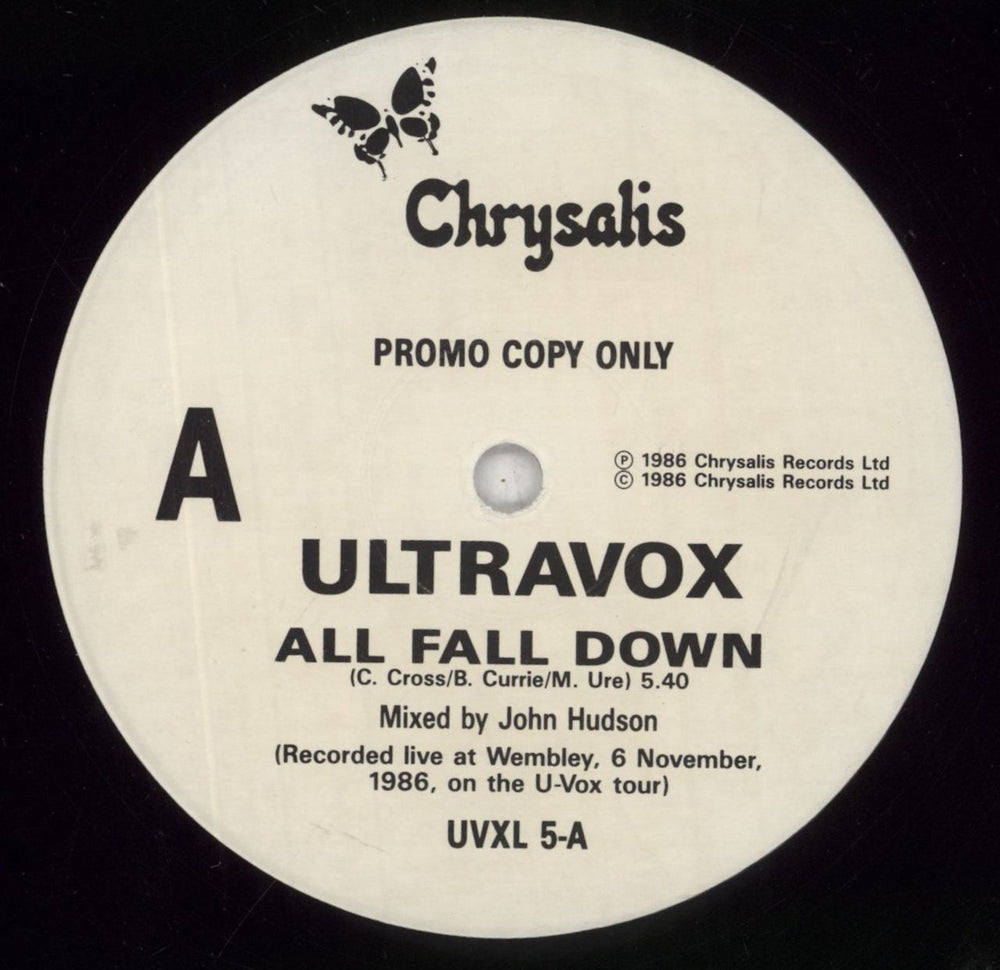 Chrysalis
PROMO COPY ONLY
A
Ⓟ 1986 Chrysalis Records Ltd
© 1986 Chrysalis Records Ltd
ULTRAVOX
ALL FALL DOWN
(C. Cross/B. Currie/M. Ure) 5.40
Mixed by John Hudson
(Recorded live at Wembley, 6 November,
1986, on the U-Vox tour)
UVXL 5-A